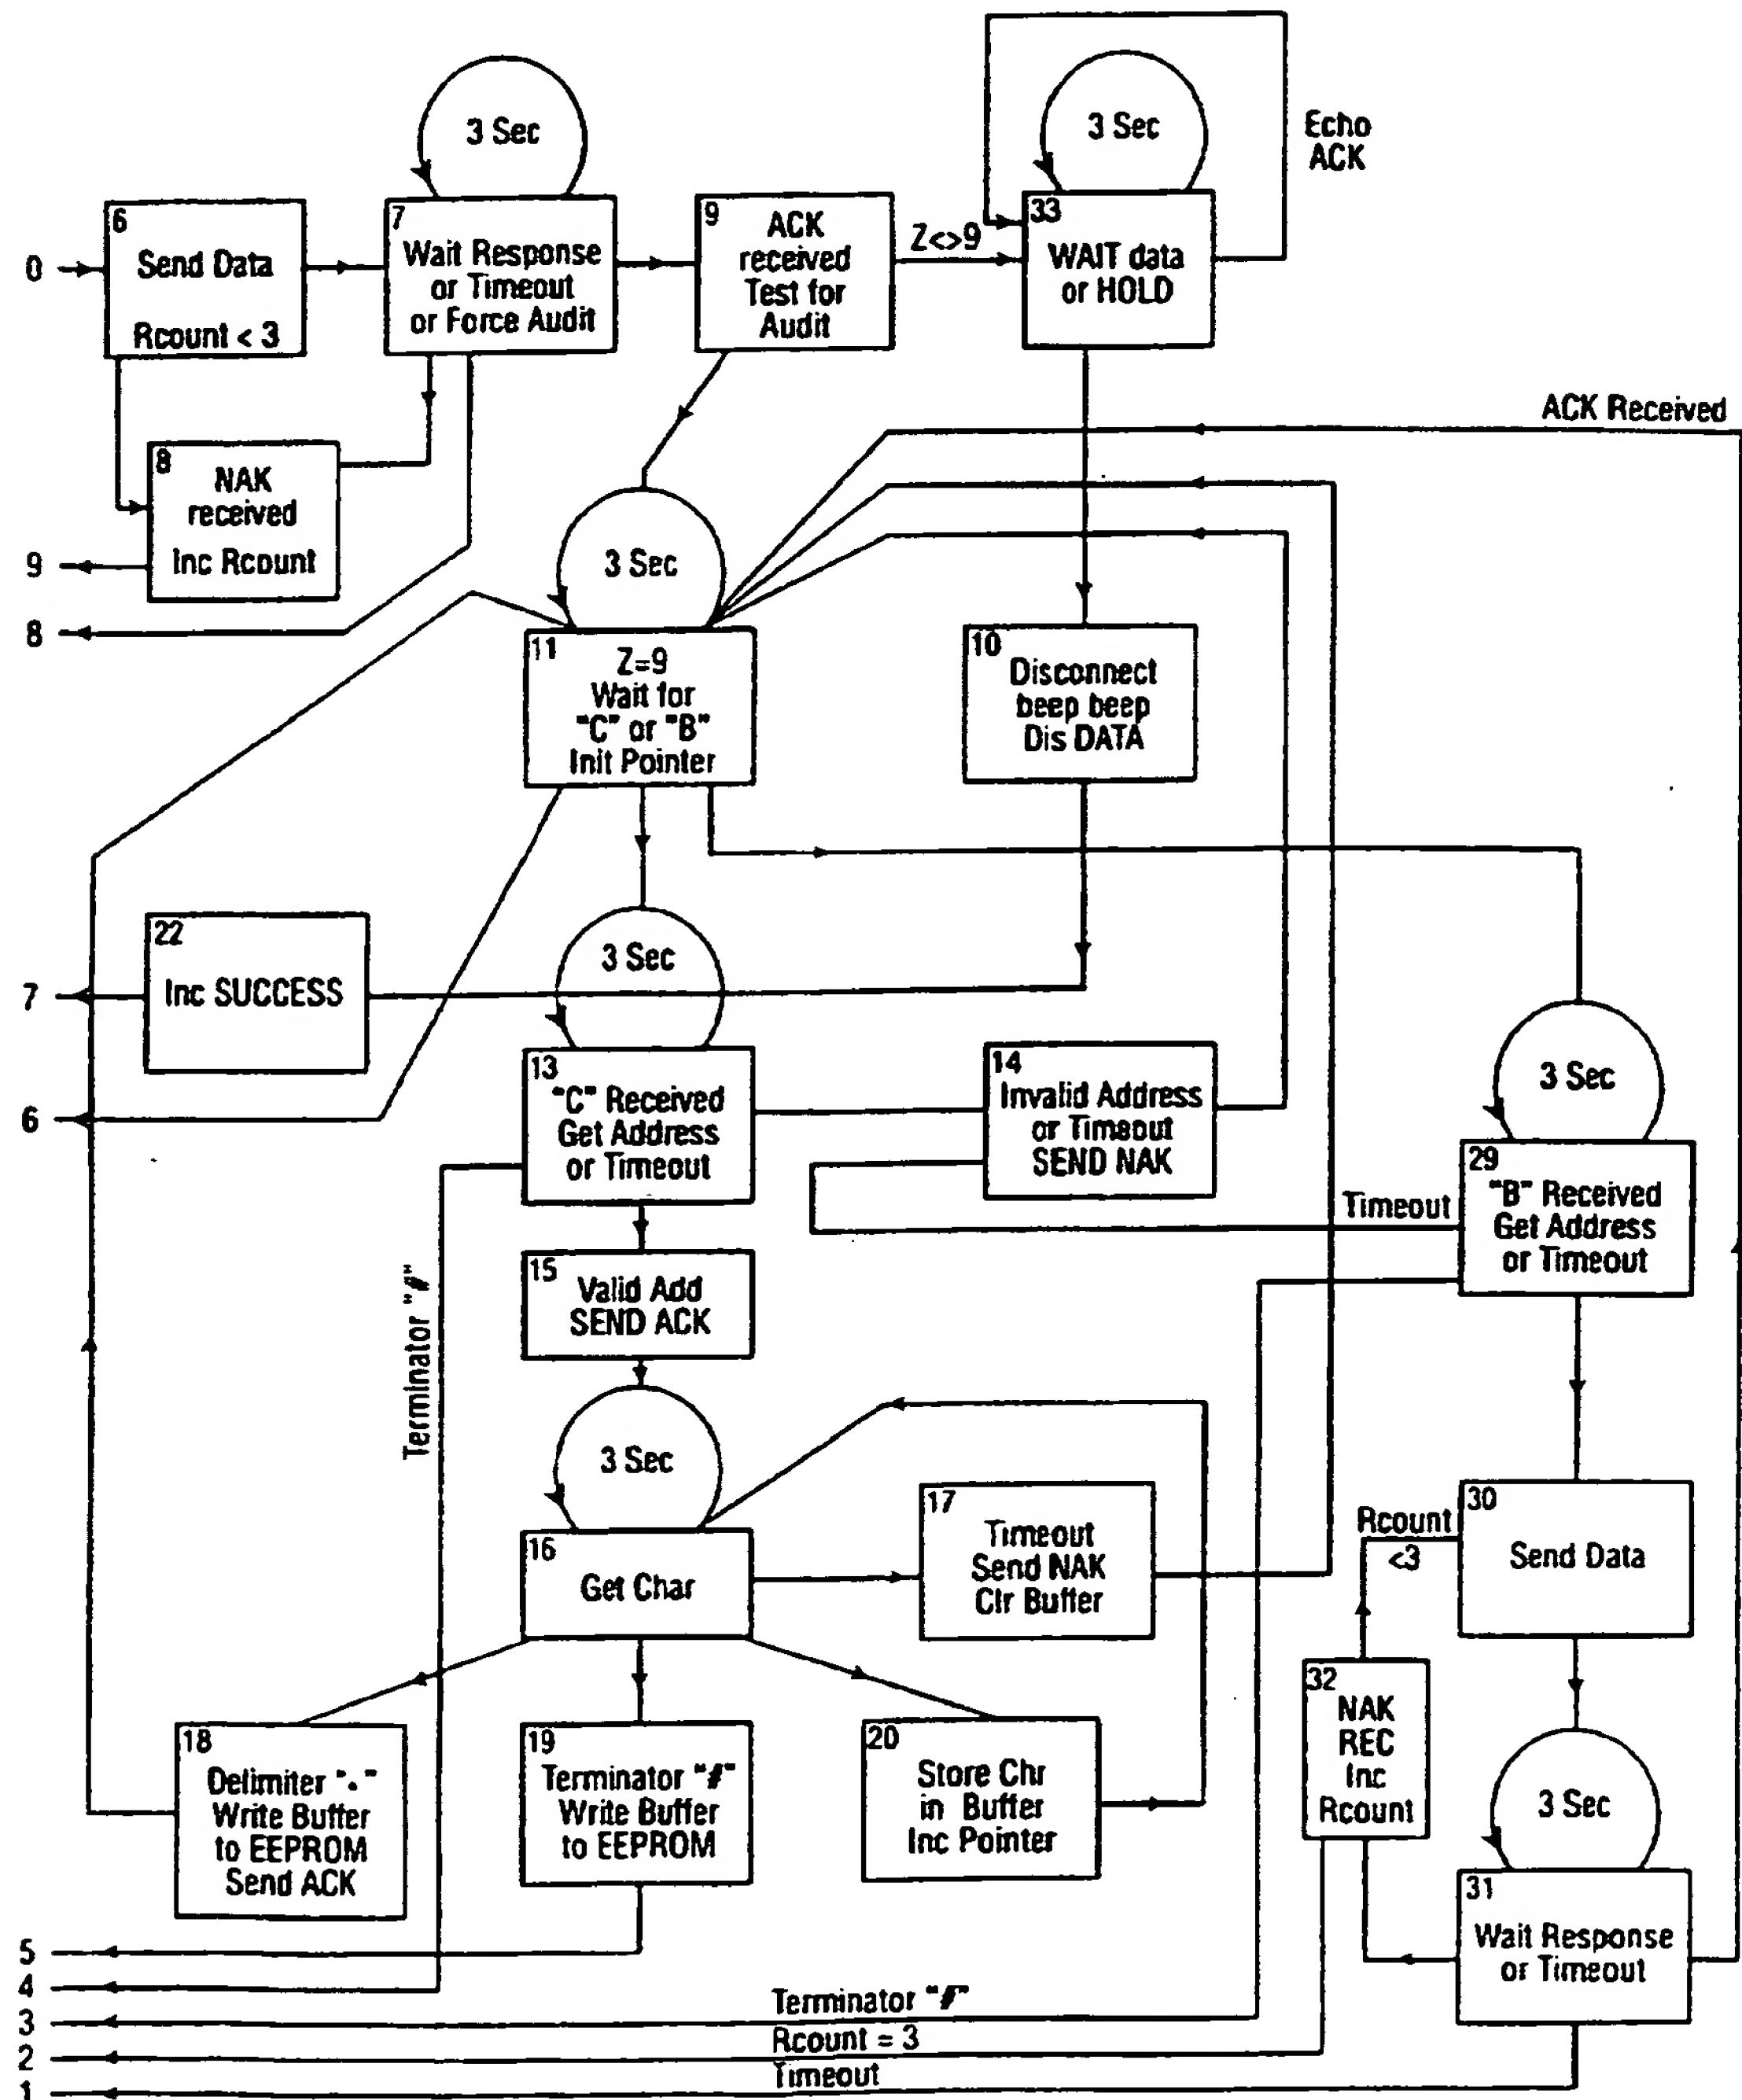 3 Sec
3 Sec
Echo
ACK
6
Send Data
Rcount < 3
7
Wait Response
or Timeout
or Force Audit
9
ACK
received
Test for
Audit
Z<>9
33
WAIT data
or HOLD
0
ACK Received
8
NAK
received
Inc Rcount
9
8
3 Sec
11
Z=9
Wait for
"C" or "B"
Init Pointer
10
Disconnect
beep beep
Dis DATA
22
Inc SUCCESS
7
3 Sec
6
13
"C" Received
Get Address
or Timeout
14
Invalid Address
or Timeout
SEND NAK
3 Sec
29
"B" Received
Get Address
or Timeout
Timeout
15
Valid Add
SEND ACK
Terminator "#"
3 Sec
16
Get Char
17
Timeout
Send NAK
Clr Buffer
Rcount
<3
30
Send Data
18
Delimiter "."
Write Buffer
to EEPROM
Send ACK
19
Terminator "#"
Write Buffer
to EEPROM
20
Store Chr
in Buffer
Inc Pointer
32
NAK
REC
Inc
Rcount
3 Sec
31
Wait Response
or Timeout
5
4
3
Terminator "#"
2
Rcount = 3
1
Timeout